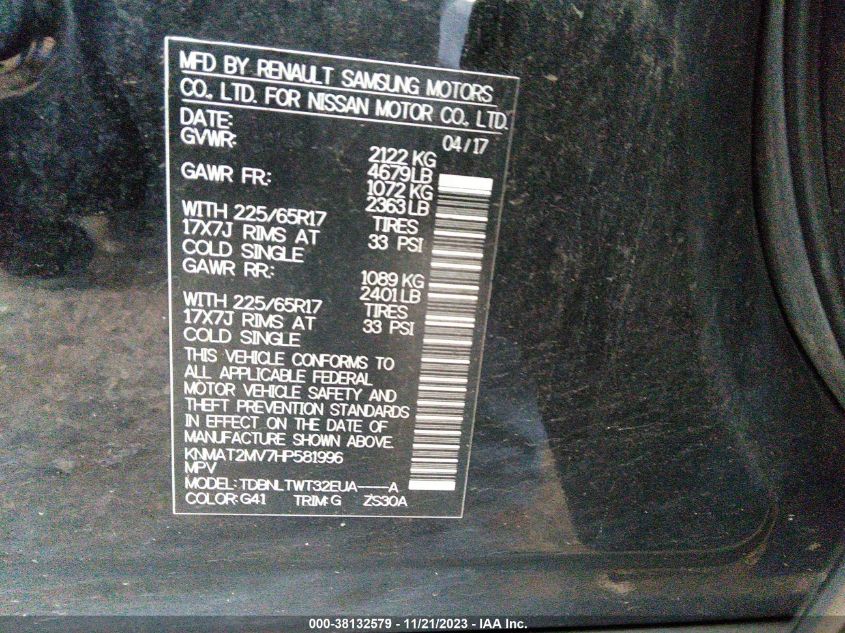 MFD BY RENAULT SAMSUNG MOTORS
CO., LTD. FOR NISSAN MOTOR CO., LTD.
DATE: 04/17
GVWR: 2122 KG
4679LB
GAWR FR: 1072 KG
2363 LB
WITH 225/65R17 TIRES
17X7J RIMS AT 33 PSI
COLD SINGLE
GAWR RR: 1089 KG
2401 LB
WITH 225/65R17 TIRES
17X7J RIMS AT 33 PSI
COLD SINGLE
THIS VEHICLE CONFORMS TO
ALL APPLICABLE FEDERAL
MOTOR VEHICLE SAFETY AND
THEFT PREVENTION STANDARDS
IN EFFECT ON THE DATE OF
MANUFACTURE SHOWN ABOVE.
KNMAT2MV7HP581996
MPV
MODEL: TDBNLTWT32EUA----A
COLOR: G41 TRIM: G ZS30A
000-38132579 — 11/21/2023 — IAA Inc.